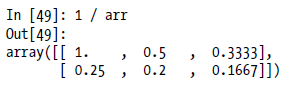 In [49]: 1 / arr
Out[49]:
array([[ 1.    ,  0.5   ,  0.3333],
       [ 0.25  ,  0.2   ,  0.1667]])